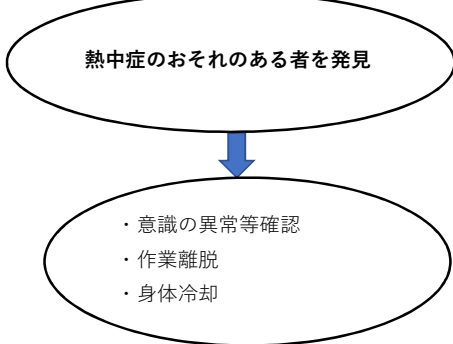 熱中症のおそれのある者を発見
・意識の異常等確認
・作業離脱
・身体冷却